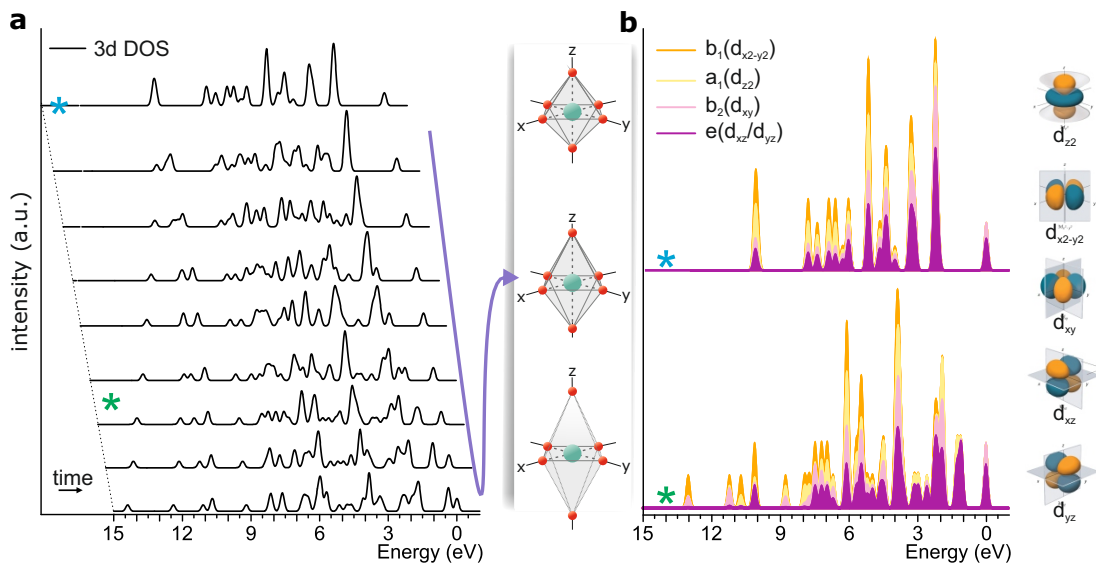 a
3d DOS
intensity (a.u.)
*
*
time
15 12 9 6 3 0
Energy (eV)
z
x y
z
x y
z
x y
b
b1(dx2-y2)
a1(dz2)
b2(dxy)
e(dxz/dyz)
*
*
15 12 9 6 3 0
Energy (eV)
dz2
dx2-y2
dxy
dxz
dyz